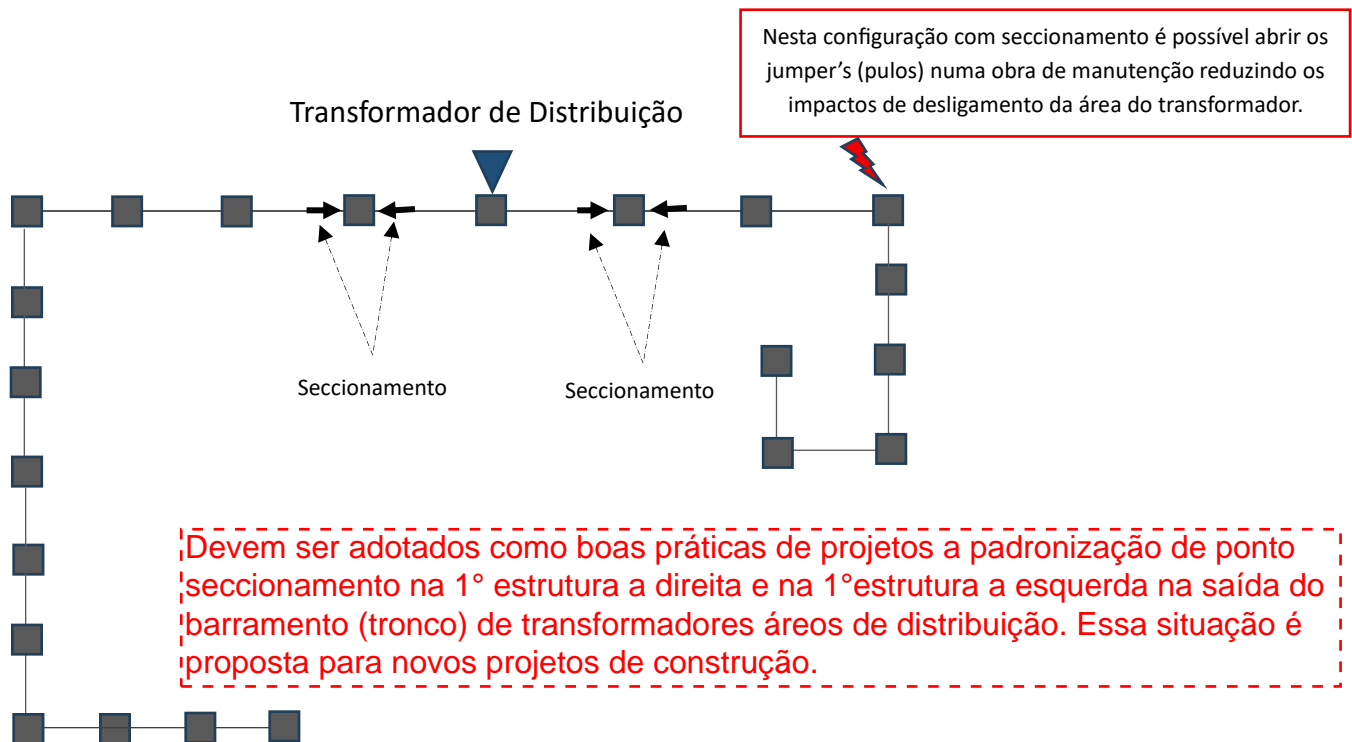 Nesta configuração com seccionamento é possível abrir os
jumper's (pulos) numa obra de manutenção reduzindo os
impactos de desligamento da área do transformador.
Transformador de Distribuição
Seccionamento
Seccionamento
Devem ser adotados como boas práticas de projetos a padronização de ponto
seccionamento na 1° estrutura a direita e na 1°estrutura a esquerda na saída do
barramento (tronco) de transformadores áreos de distribuição. Essa situação é
proposta para novos projetos de construção.